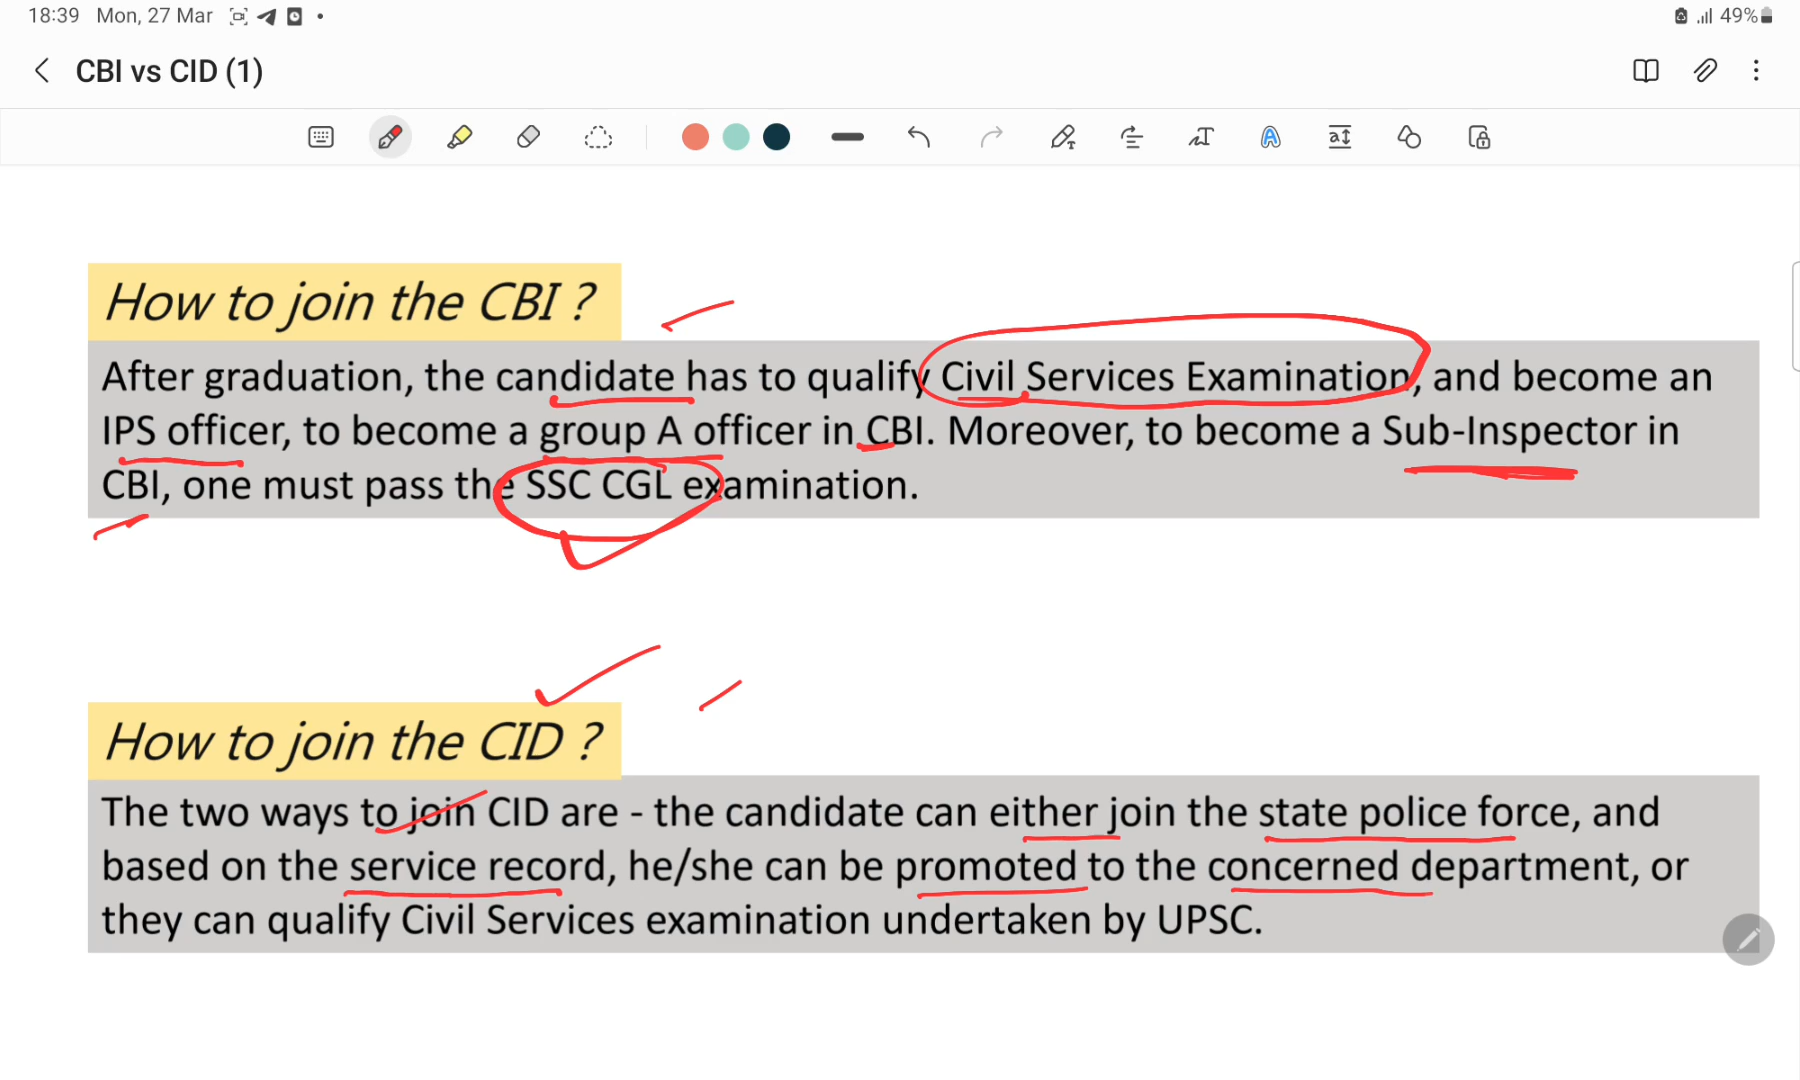 18:39 Mon, 27 Mar 49%
CBI vs CID (1)
How to join the CBI ?
After graduation, the candidate has to qualify Civil Services Examination, and become an
IPS officer, to become a group A officer in CBI. Moreover, to become a Sub-Inspector in
CBI, one must pass the SSC CGL examination.
How to join the CID ?
The two ways to join CID are - the candidate can either join the state police force, and
based on the service record, he/she can be promoted to the concerned department, or
they can qualify Civil Services examination undertaken by UPSC.